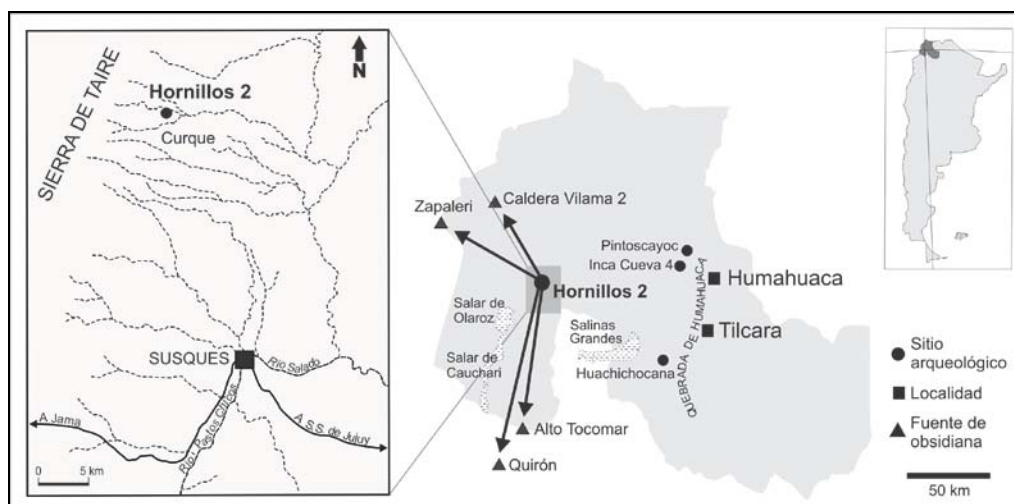 SIERRA DE TAIRE
N
Hornillos 2
Curque
SUSQUES
Río Salado
A Jama
Río Pastos Chicos
A S.S. de Jujuy
0 5 km
Zapaleri
Caldera Vilama 2
Hornillos 2
Salar de
Olaroz
Salar de
Cauchari
Alto Tocomar
Quirón
Pintoscayoc
Inca Cueva 4
Salinas
Grandes
Huachichocana
QUEBRADA DE HUMAHUACA
Humahuaca
Tilcara
Sitio
arqueológico
Localidad
Fuente de
obsidiana
50 km